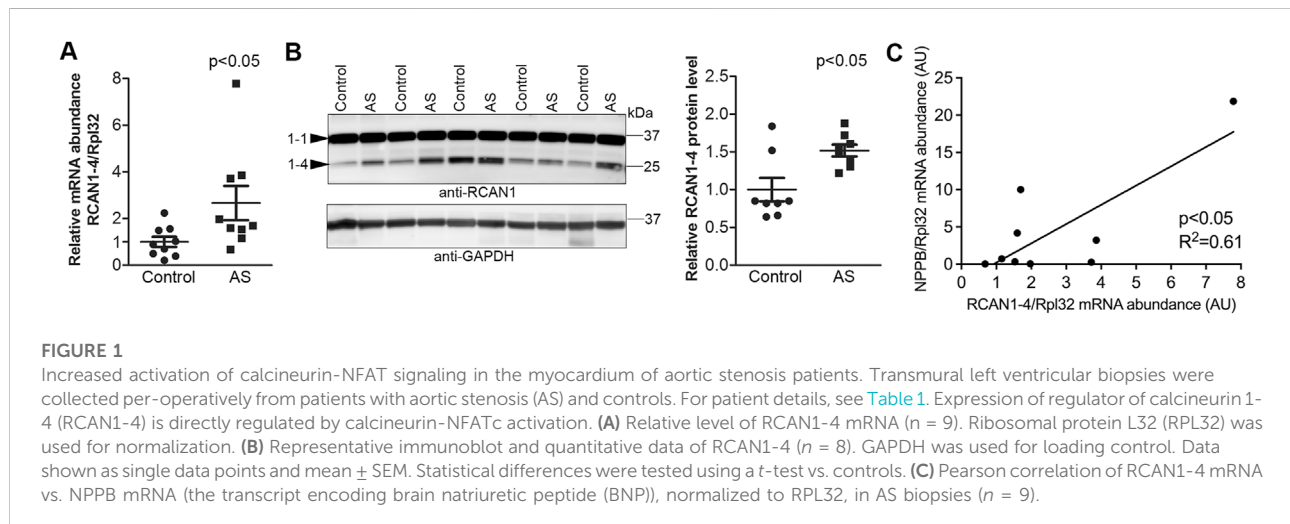 A
p<0.05
Relative mRNA abundance
RCAN1-4/Rpl32
8
6
4
2
1
0
Control
AS
B
Control
AS
Control
AS
Control
AS
Control
AS
Control
AS
kDa
1-1
37
1-4
25
anti-RCAN1
37
anti-GAPDH
p<0.05
Relative RCAN1-4 protein level
2.5
2.0
1.5
1.0
0.5
0.0
Control
AS
C
NPPB/Rpl32 mRNA abundance (AU)
25
20
15
10
5
0
p<0.05
R²=0.61
0 1 2 3 4 5 6 7 8
RCAN1-4/Rpl32 mRNA abundance (AU)
FIGURE 1
Increased activation of calcineurin-NFAT signaling in the myocardium of aortic stenosis patients. Transmural left ventricular biopsies were
collected per-operatively from patients with aortic stenosis (AS) and controls. For patient details, see Table 1. Expression of regulator of calcineurin 1-
4 (RCAN1-4) is directly regulated by calcineurin-NFATc activation. (A) Relative level of RCAN1-4 mRNA (n = 9). Ribosomal protein L32 (RPL32) was
used for normalization. (B) Representative immunoblot and quantitative data of RCAN1-4 (n = 8). GAPDH was used for loading control. Data
shown as single data points and mean ± SEM. Statistical differences were tested using a t-test vs. controls. (C) Pearson correlation of RCAN1-4 mRNA
vs. NPPB mRNA (the transcript encoding brain natriuretic peptide (BNP)), normalized to RPL32, in AS biopsies (n = 9).